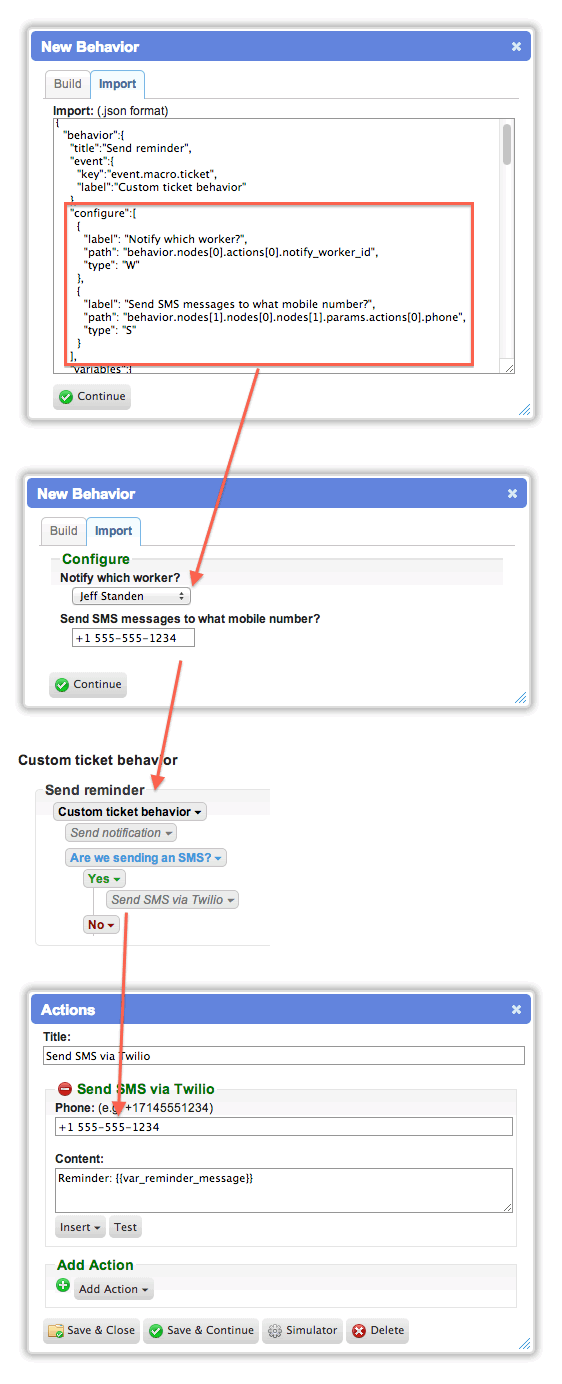 New Behavior
Build Import
Import: (.json format)
{
"behavior":{
"title":"Send reminder",
"event":{
"key":"event.macro.ticket",
"label":"Custom ticket behavior"
}
"configure":[
{
"label": "Notify which worker?",
"path": "behavior.nodes[0].actions[0].notify_worker_id",
"type": "W"
},
{
"label": "Send SMS messages to what mobile number?",
"path": "behavior.nodes[1].nodes[0].nodes[1].params.actions[0].phone",
"type": "S"
}
],
"variables":{
Continue
New Behavior
Build Import
Configure
Notify which worker?
Jeff Standen
Send SMS messages to what mobile number?
+1 555-555-1234
Continue
Custom ticket behavior
Send reminder
Custom ticket behavior
Send notification
Are we sending an SMS?
Yes
Send SMS via Twilio
No
Actions
Title:
Send SMS via Twilio
Send SMS via Twilio
Phone: (e.g. +17145551234)
+1 555-555-1234
Content:
Reminder: {{var_reminder_message}}
Insert Test
Add Action
Add Action
Save & Close Save & Continue Simulator Delete